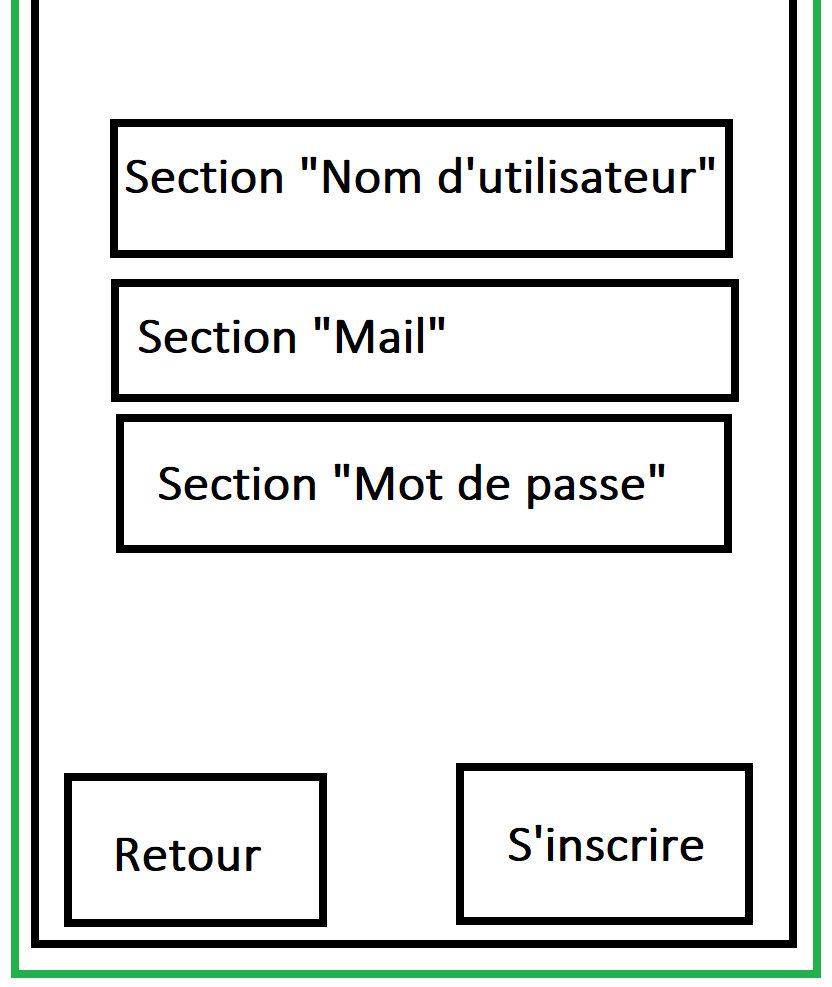 Section "Nom d'utilisateur"
Section "Mail"
Section "Mot de passe"
Retour
S'inscrire